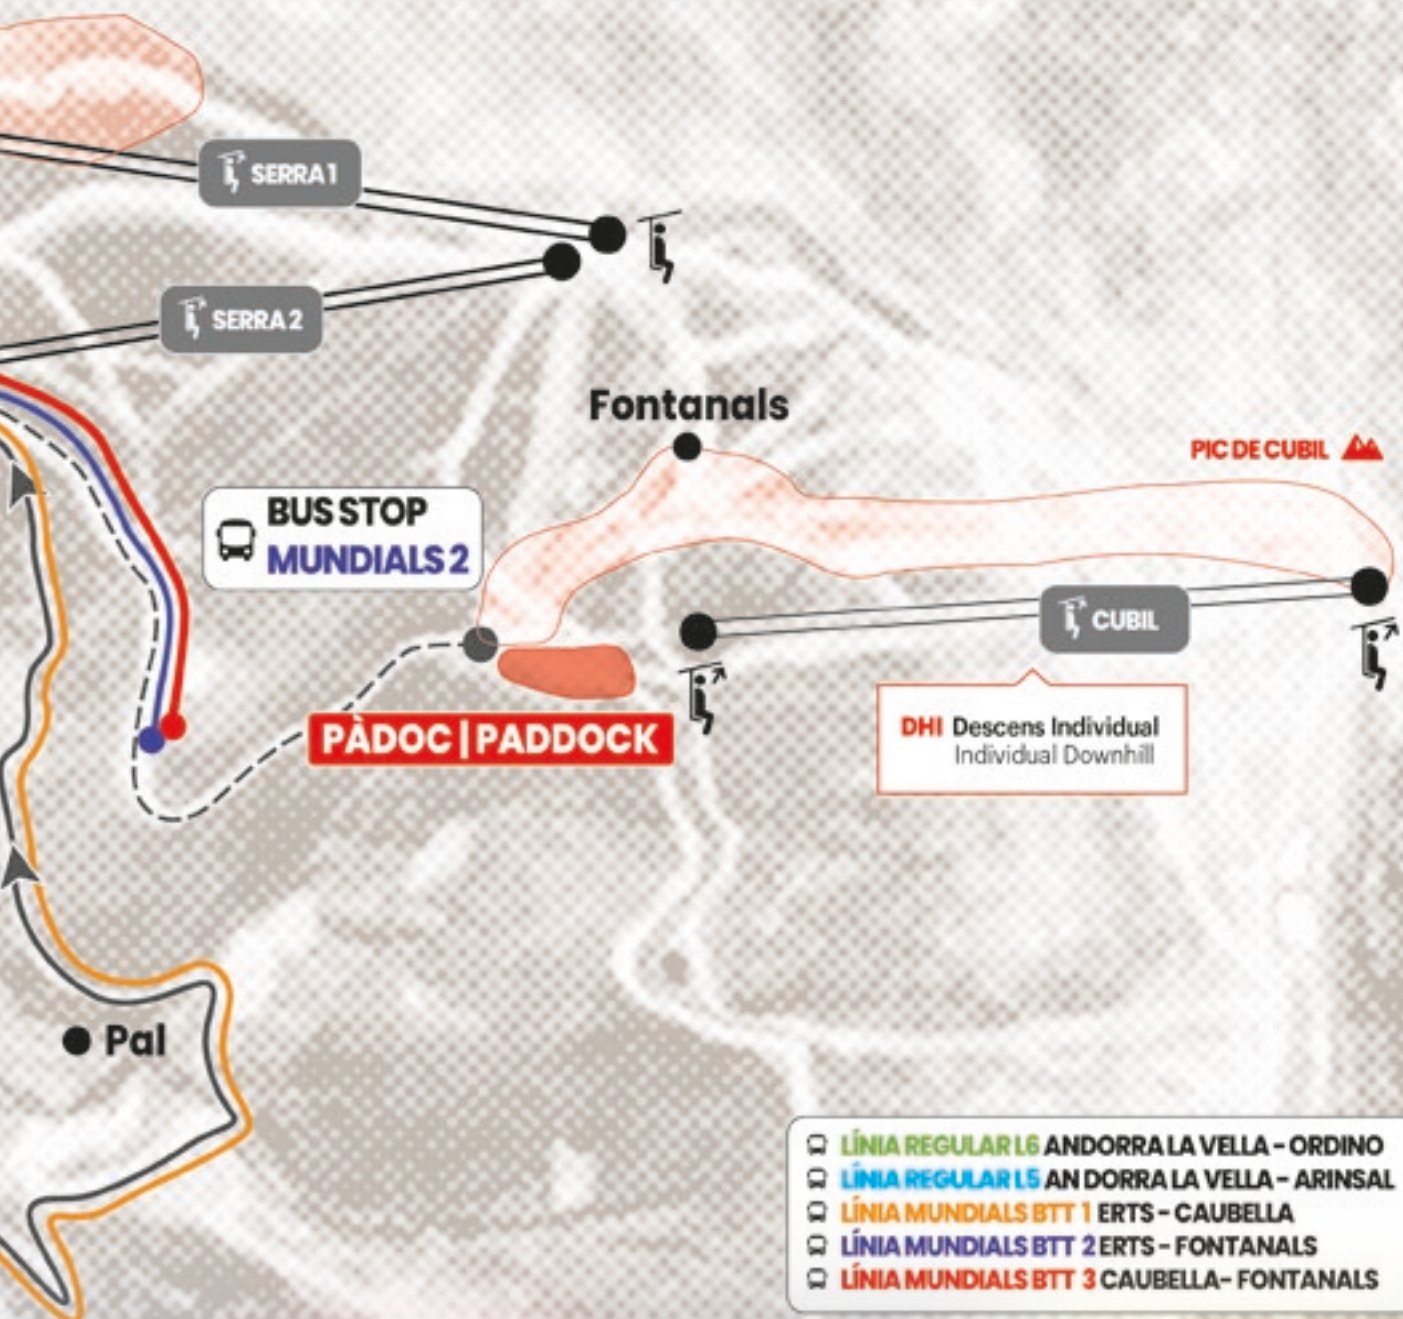 SERRA 1
SERRA 2
Fontanals
PIC DE CUBIL
BUS STOP
MUNDIALS 2
CUBIL
PÀDOC | PADDOCK
DHI Descens Individual
Individual Downhill
Pal
LÍNIA REGULAR L6 ANDORRA LA VELLA - ORDINO
LÍNIA REGULAR L5 AN DORRA LA VELLA - ARINSAL
LÍNIA MUNDIALS BTT 1 ERTS - CAUBELLA
LÍNIA MUNDIALS BTT 2 ERTS - FONTANALS
LÍNIA MUNDIALS BTT 3 CAUBELLA- FONTANALS